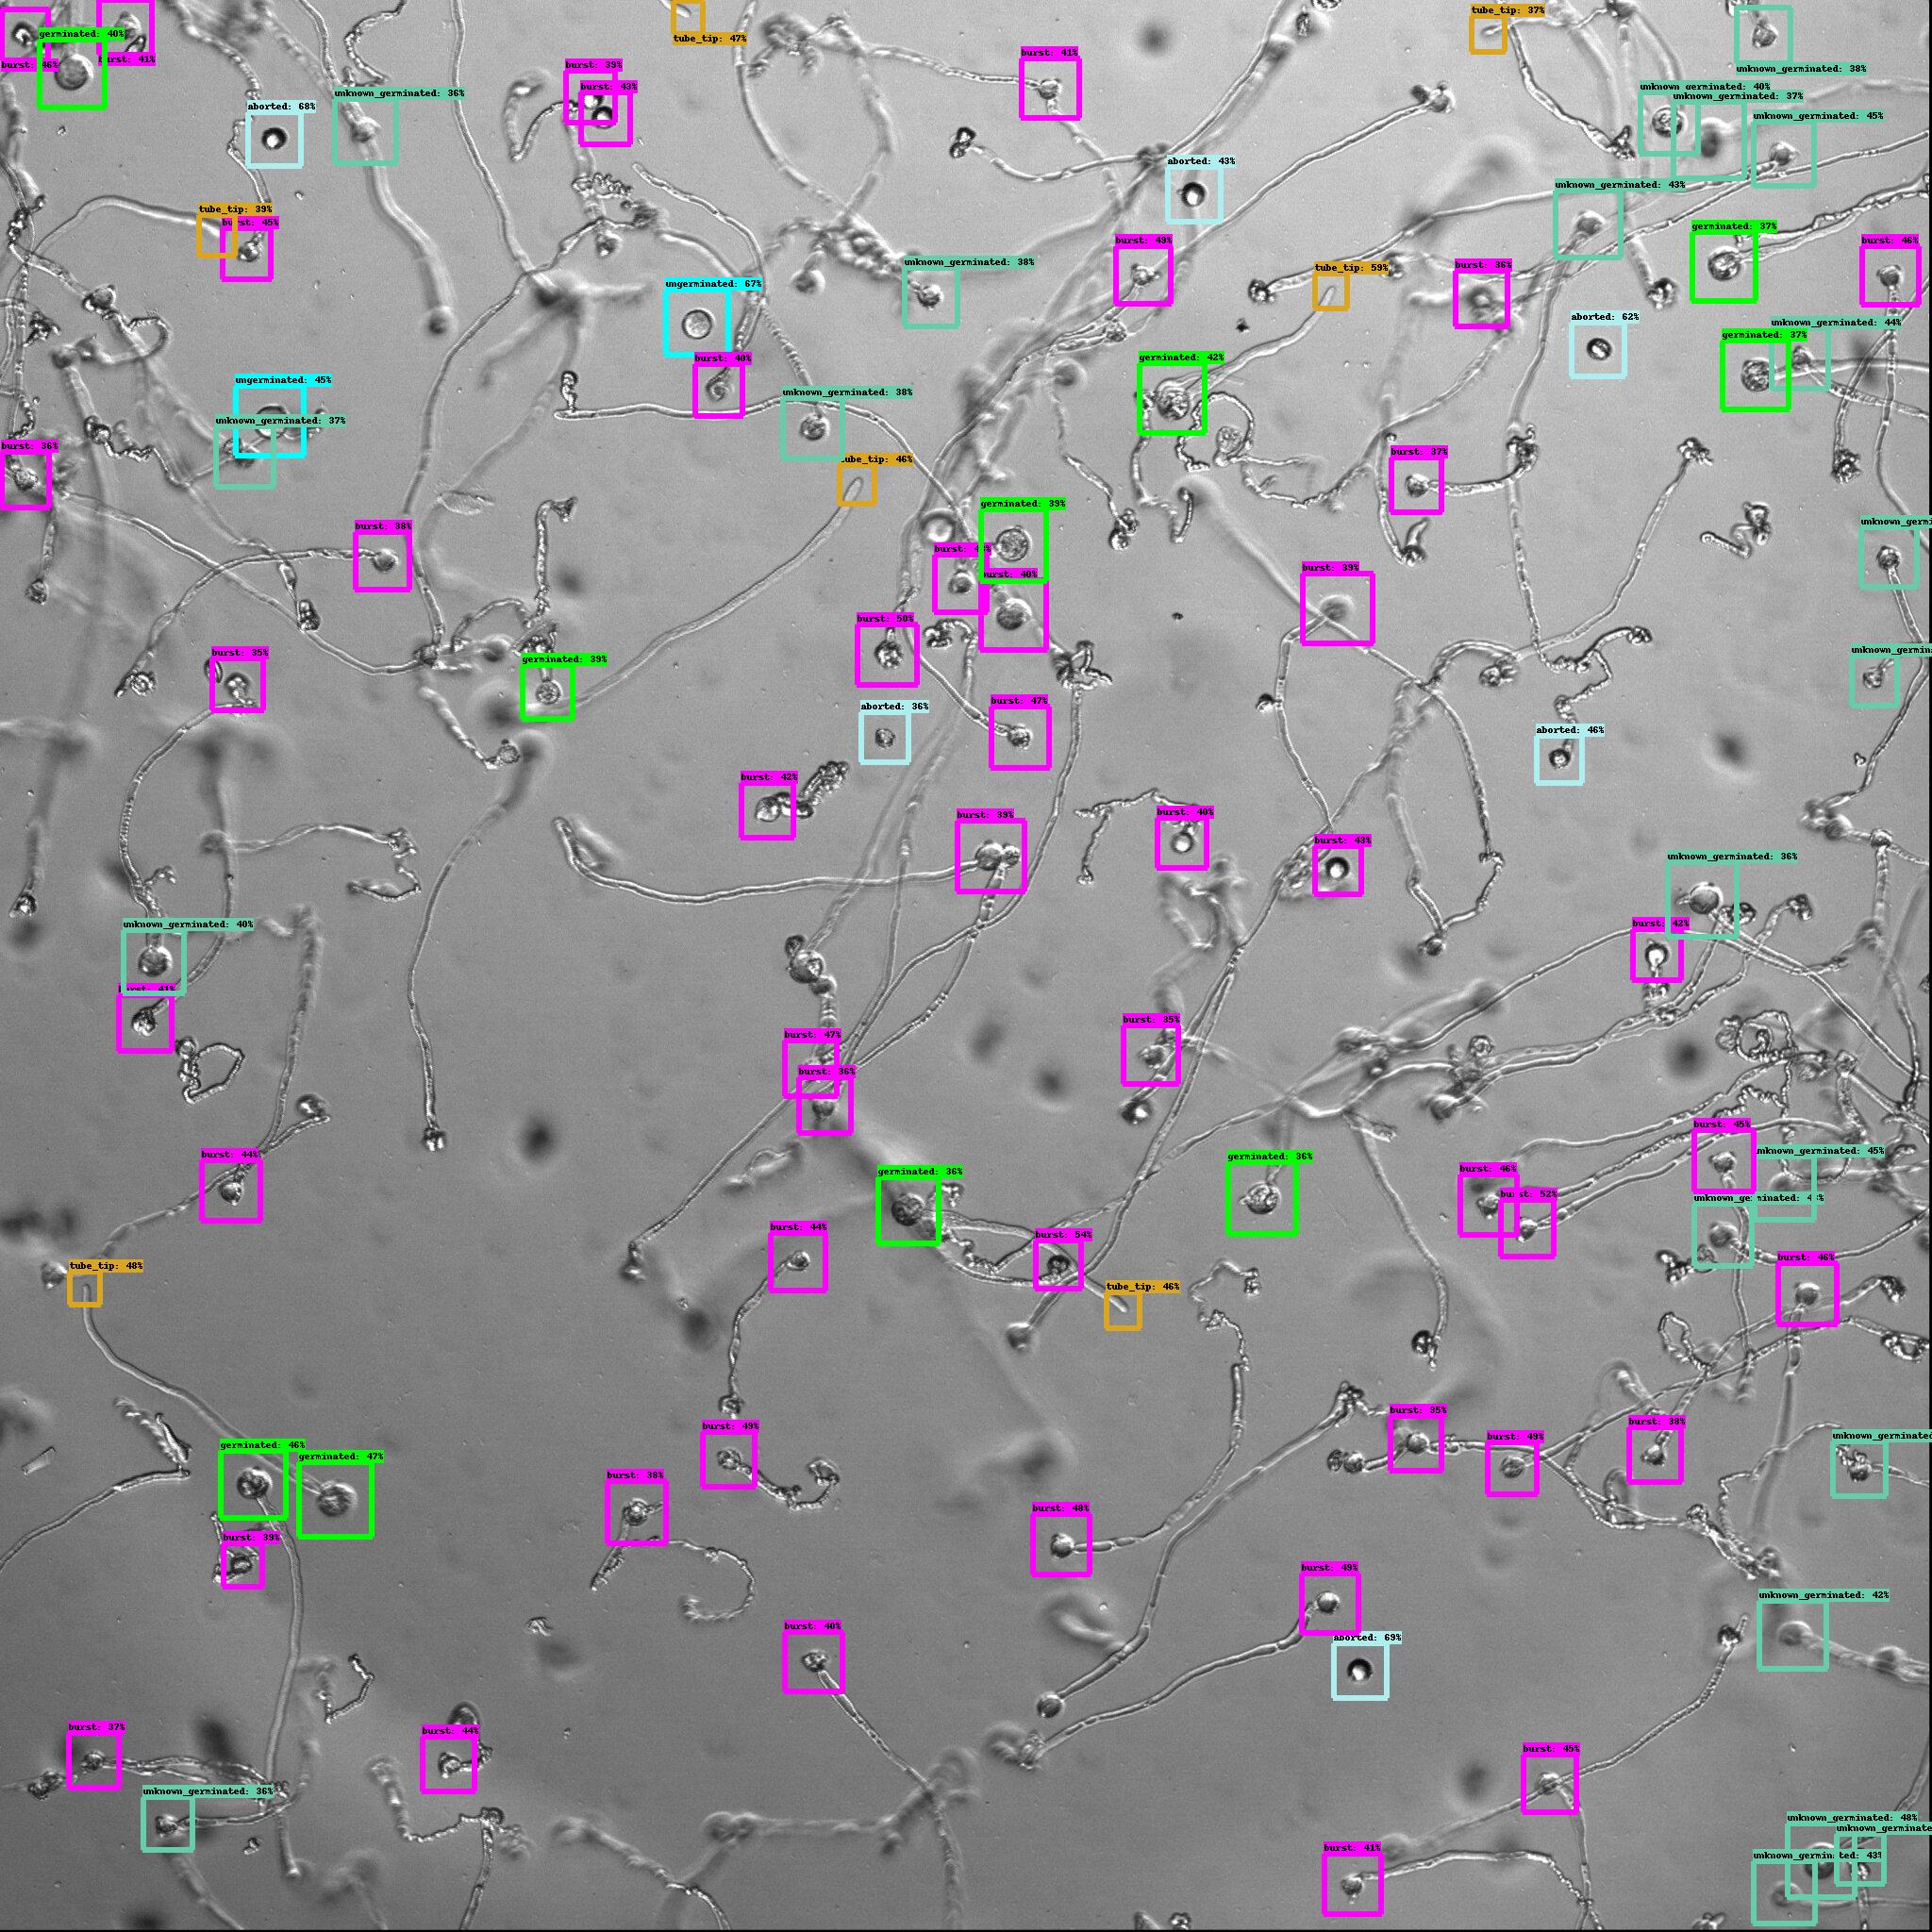 tube_tip: 37%
germinated: 40%
tube_tip: 47%
burst: 41%
burst: 41%
burst: 39%
unknown_germinated: 38%
burst: 43%
unknown_germinated: 36%
unknown_germinated: 37%
aborted: 68%
unknown_germinated: 45%
aborted: 43%
unknown_germinated: 43%
tube_tip: 39%
germinated: 37%
burst: 49%
burst: 46%
unknown_germinated: 38%
burst: 36%
tube_tip: 59%
ungerminated: 67%
aborted: 62%
unknown_germinated: 44%
germinated: 37%
burst: 40%
germinated: 42%
ungerminated: 45%
unknown_germinated: 38%
unknown_germinated: 37%
burst: 36%
burst: 37%
tube_tip: 46%
germinated: 39%
burst: 38%
burst: 40%
burst: 39%
burst: 50%
burst: 35%
germinated: 39%
burst: 47%
aborted: 36%
aborted: 46%
burst: 42%
burst: 39%
burst: 40%
burst: 43%
unknown_germinated: 36%
unknown_germinated: 40%
burst: 42%
burst: 41%
burst: 35%
burst: 47%
burst: 36%
burst: 45%
burst: 44%
germinated: 36%
unknown_germinated: 45%
germinated: 36%
burst: 46%
burst: 52%
burst: 44%
burst: 54%
burst: 46%
tube_tip: 48%
tube_tip: 46%
burst: 35%
burst: 38%
burst: 49%
burst: 49%
germinated: 46%
germinated: 47%
burst: 38%
burst: 48%
burst: 39%
burst: 49%
unknown_germinated: 42%
burst: 40%
aborted: 69%
burst: 37%
burst: 44%
burst: 45%
unknown_germinated: 36%
unknown_germinated: 48%
burst: 41%